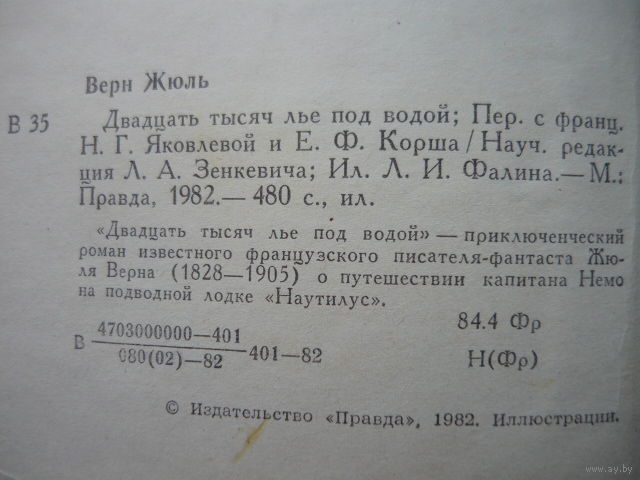 Верн Жюль
В 35 Двадцать тысяч лье под водой; Пер. с франц.
Н. Г. Яковлевой и Е. Ф. Корша/Науч. редак-
ция Л. А. Зенкевича; Ил. Л. И. Фалина.—М.:
Правда, 1982.— 480 с., ил.
«Двадцать тысяч лье под водой» — приключенческий
роман известного французского писателя-фантаста Жю-
ля Верна (1828—1905) о путешествии капитана Немо
на подводной лодке «Наутилус».
84.4 Фр
4703000000—401
В 401—82
080(02)—82
Н(Фр)
© Издательство «Правда», 1982. Иллюстрации.
www.ay.by